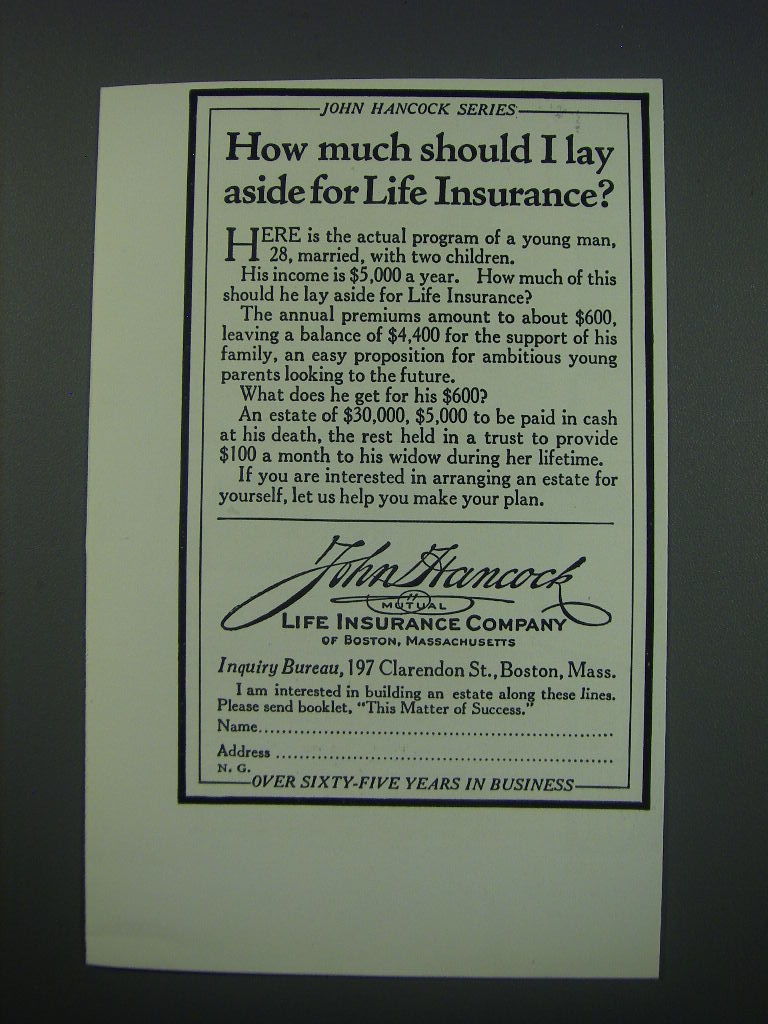 JOHN HANCOCK SERIES
How much should I lay
aside for Life Insurance?
HERE is the actual program of a young man,
28, married, with two children.
His income is $5,000 a year. How much of this
should he lay aside for Life Insurance?
The annual premiums amount to about $600,
leaving a balance of $4,400 for the support of his
family, an easy proposition for ambitious young
parents looking to the future.
What does he get for his $600?
An estate of $30,000, $5,000 to be paid in cash
at his death, the rest held in a trust to provide
$100 a month to his widow during her lifetime.
If you are interested in arranging an estate for
yourself, let us help you make your plan.
John Hancock
MUTUAL
LIFE INSURANCE COMPANY
OF BOSTON, MASSACHUSETTS
Inquiry Bureau, 197 Clarendon St., Boston, Mass.
I am interested in building an estate along these lines.
Please send booklet, "This Matter of Success."
Name
Address
N. G.
OVER SIXTY-FIVE YEARS IN BUSINESS